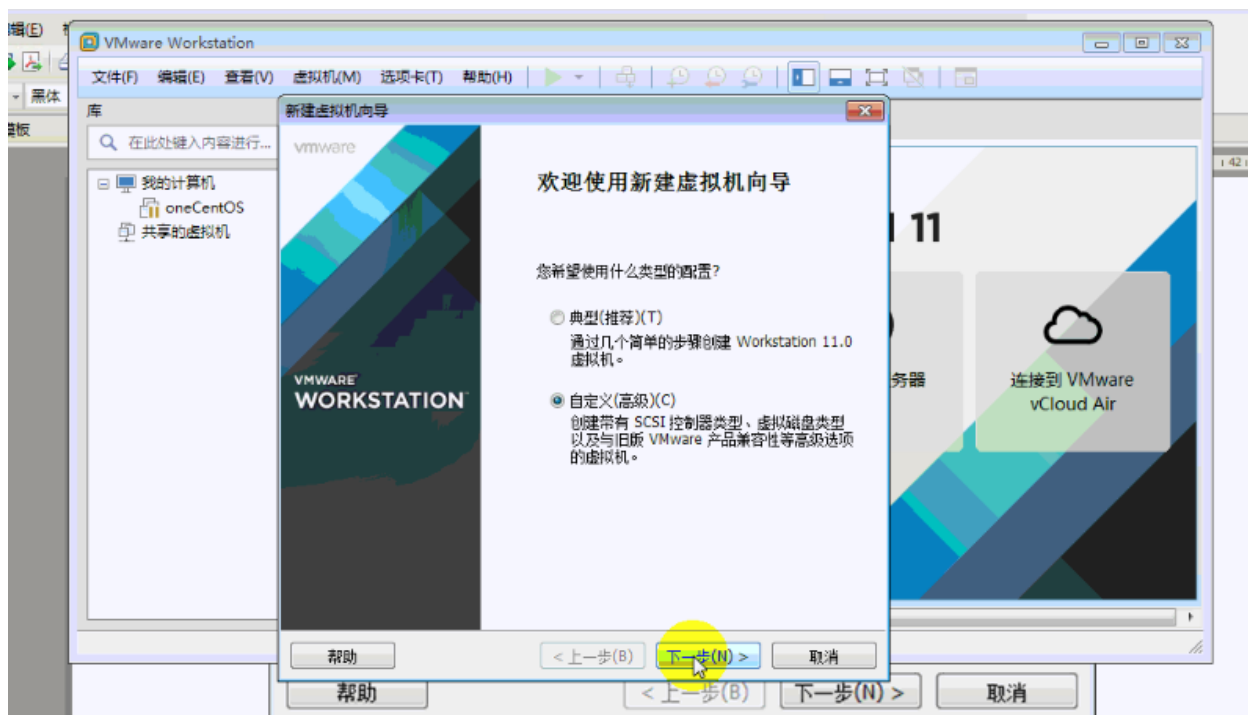 辑(E)
VMware Workstation
文件(F) 编辑(E) 查看(V) 虚拟机(M) 选项卡(T) 帮助(H)
黑体
库
新建虚拟机向导
模板
在此处键入内容进行...
vmware
42
我的计算机
欢迎使用新建虚拟机向导
oneCentOS
共享的虚拟机
11
您希望使用什么类型的配置?
典型(推荐)(T)
通过几个简单的步骤创建 Workstation 11.0
虚拟机。
VMWARE
WORKSTATION
务器
连接到 VMware
vCloud Air
自定义(高级)(C)
创建带有 SCSI 控制器类型、虚拟磁盘类型
以及与旧版 VMware 产品兼容性等高级选项
的虚拟机。
帮助
< 上一步(B)
下一步(N) >
取消
帮助
< 上一步(B)
下一步(N) >
取消